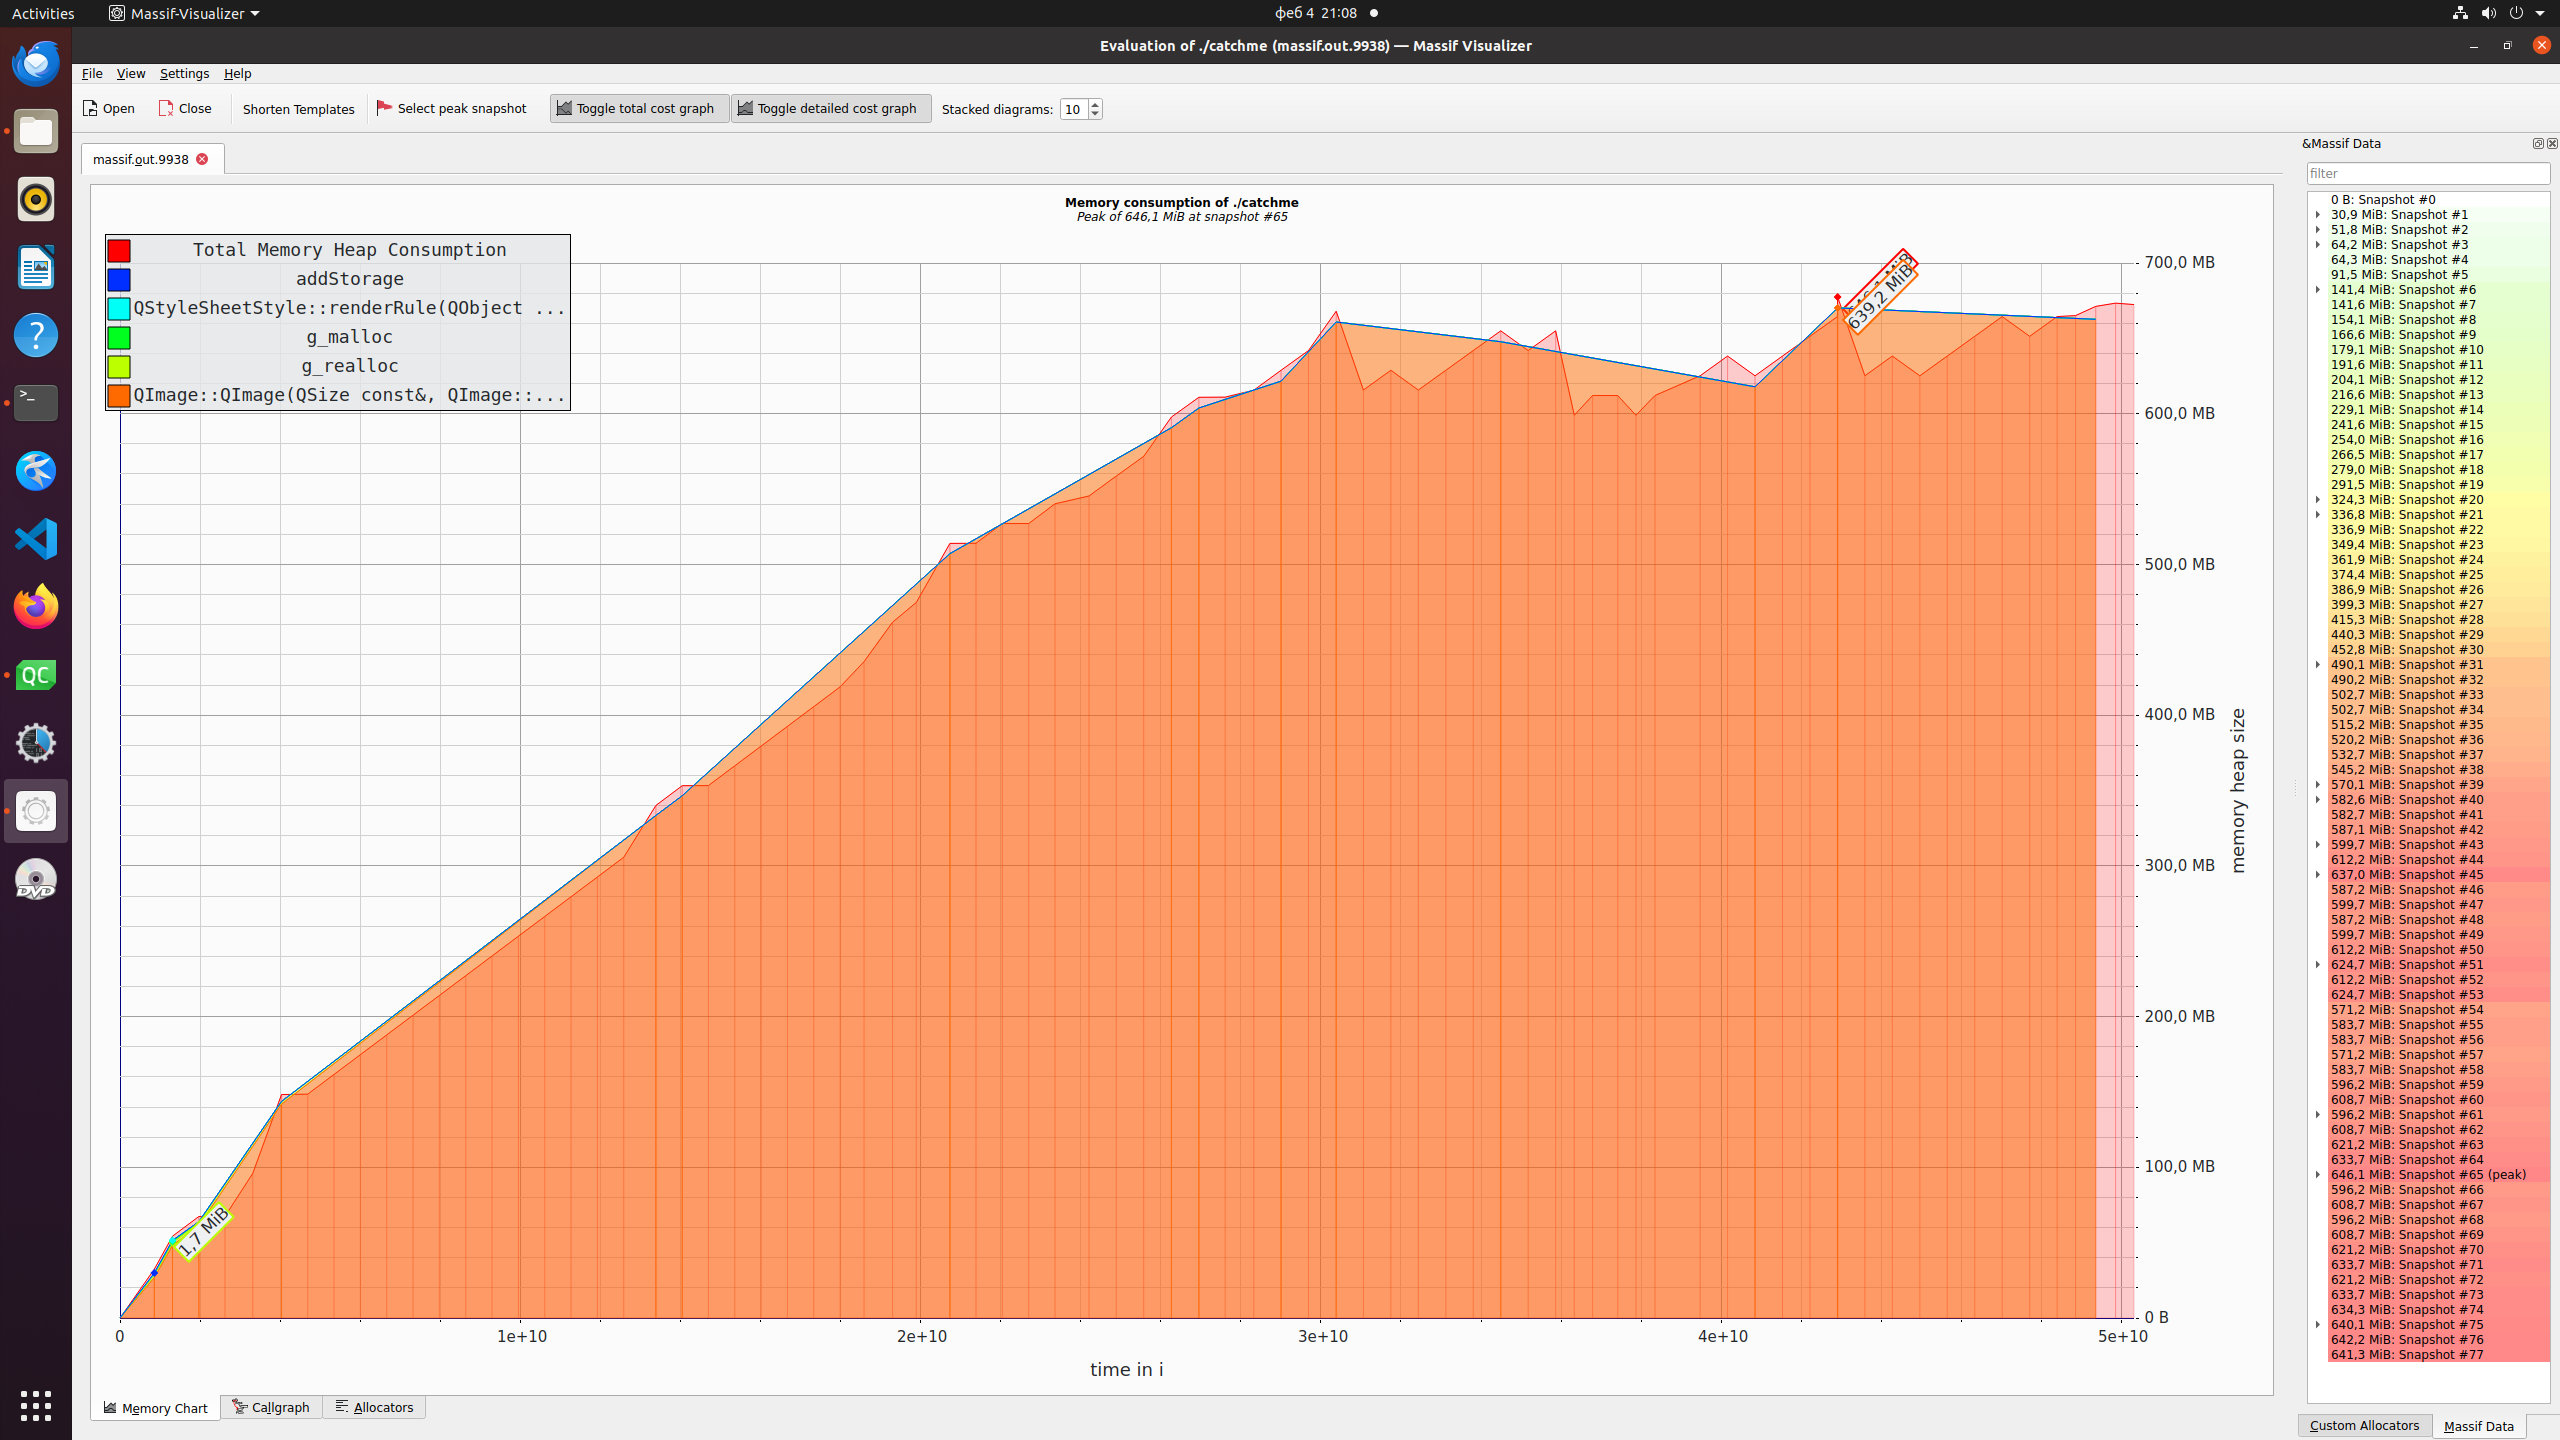 Activities
Massif-Visualizer
феб 4 21:08
Evaluation of ./catchme (massif.out.9938) — Massif Visualizer
File View Settings Help
Open Close Shorten Templates Select peak snapshot Toggle total cost graph Toggle detailed cost graph Stacked diagrams: 10
massif.out.9938
Memory consumption of ./catchme
Peak of 646,1 MiB at snapshot #65
Total Memory Heap Consumption
addStorage
QStyleSheetStyle::renderRule(QObject ...
g_malloc
g_realloc
QImage::QImage(QSize const&, QImage::...
639,2 MiB
1,7 MiB
700,0 MB
600,0 MB
500,0 MB
400,0 MB
300,0 MB
200,0 MB
100,0 MB
0 B
memory heap size
0 1e+10 2e+10 3e+10 4e+10 5e+10
time in i
Memory Chart Callgraph Allocators
&Massif Data
filter
0 B: Snapshot #0
30,9 MiB: Snapshot #1
51,8 MiB: Snapshot #2
64,2 MiB: Snapshot #3
64,3 MiB: Snapshot #4
91,5 MiB: Snapshot #5
141,4 MiB: Snapshot #6
141,6 MiB: Snapshot #7
154,1 MiB: Snapshot #8
166,6 MiB: Snapshot #9
179,1 MiB: Snapshot #10
191,6 MiB: Snapshot #11
204,1 MiB: Snapshot #12
216,6 MiB: Snapshot #13
229,1 MiB: Snapshot #14
241,6 MiB: Snapshot #15
254,0 MiB: Snapshot #16
266,5 MiB: Snapshot #17
279,0 MiB: Snapshot #18
291,5 MiB: Snapshot #19
324,3 MiB: Snapshot #20
336,8 MiB: Snapshot #21
336,9 MiB: Snapshot #22
349,4 MiB: Snapshot #23
361,9 MiB: Snapshot #24
374,4 MiB: Snapshot #25
386,9 MiB: Snapshot #26
399,3 MiB: Snapshot #27
415,3 MiB: Snapshot #28
440,3 MiB: Snapshot #29
452,8 MiB: Snapshot #30
490,1 MiB: Snapshot #31
490,2 MiB: Snapshot #32
502,7 MiB: Snapshot #33
502,7 MiB: Snapshot #34
515,2 MiB: Snapshot #35
520,2 MiB: Snapshot #36
532,7 MiB: Snapshot #37
545,2 MiB: Snapshot #38
570,1 MiB: Snapshot #39
582,6 MiB: Snapshot #40
582,7 MiB: Snapshot #41
587,1 MiB: Snapshot #42
599,7 MiB: Snapshot #43
612,2 MiB: Snapshot #44
637,0 MiB: Snapshot #45
587,2 MiB: Snapshot #46
599,7 MiB: Snapshot #47
587,2 MiB: Snapshot #48
599,7 MiB: Snapshot #49
612,2 MiB: Snapshot #50
624,7 MiB: Snapshot #51
612,2 MiB: Snapshot #52
624,7 MiB: Snapshot #53
571,2 MiB: Snapshot #54
583,7 MiB: Snapshot #55
583,7 MiB: Snapshot #56
571,2 MiB: Snapshot #57
583,7 MiB: Snapshot #58
596,2 MiB: Snapshot #59
608,7 MiB: Snapshot #60
596,2 MiB: Snapshot #61
608,7 MiB: Snapshot #62
621,2 MiB: Snapshot #63
633,7 MiB: Snapshot #64
646,1 MiB: Snapshot #65 (peak)
596,2 MiB: Snapshot #66
608,7 MiB: Snapshot #67
596,2 MiB: Snapshot #68
608,7 MiB: Snapshot #69
621,2 MiB: Snapshot #70
633,7 MiB: Snapshot #71
621,2 MiB: Snapshot #72
633,7 MiB: Snapshot #73
634,3 MiB: Snapshot #74
640,1 MiB: Snapshot #75
642,2 MiB: Snapshot #76
641,3 MiB: Snapshot #77
Custom Allocators Massif Data
>_
QC
DVD